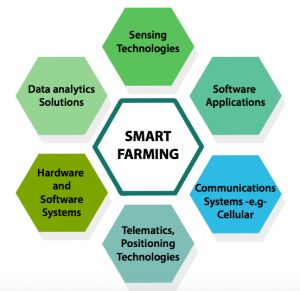 Sensing
Technologies
Data analytics
Solutions
Software
Applications
SMART
FARMING
Hardware
and
Software
Systems
Communications
Systems -e.g-
Cellular
Telematics,
Positioning
Technologies